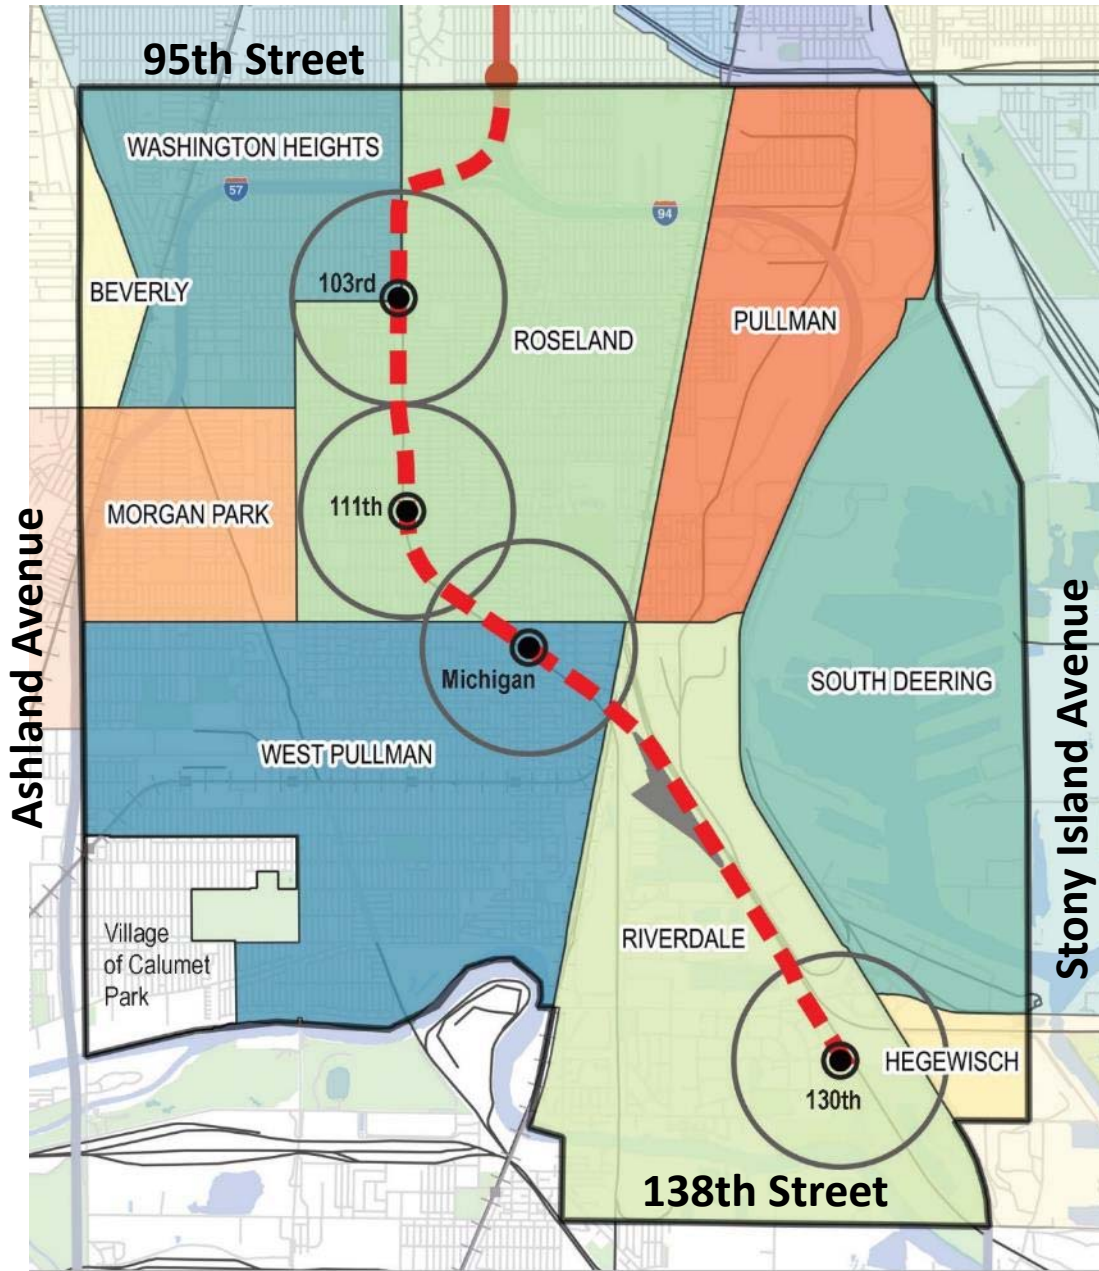 95th Street
WASHINGTON HEIGHTS
57
94
BEVERLY
103rd
ROSELAND
PULLMAN
MORGAN PARK
111th
Ashland Avenue
Michigan
SOUTH DEERING
Stony Island Avenue
WEST PULLMAN
Village
of Calumet
Park
RIVERDALE
HEGEWISCH
130th
138th Street